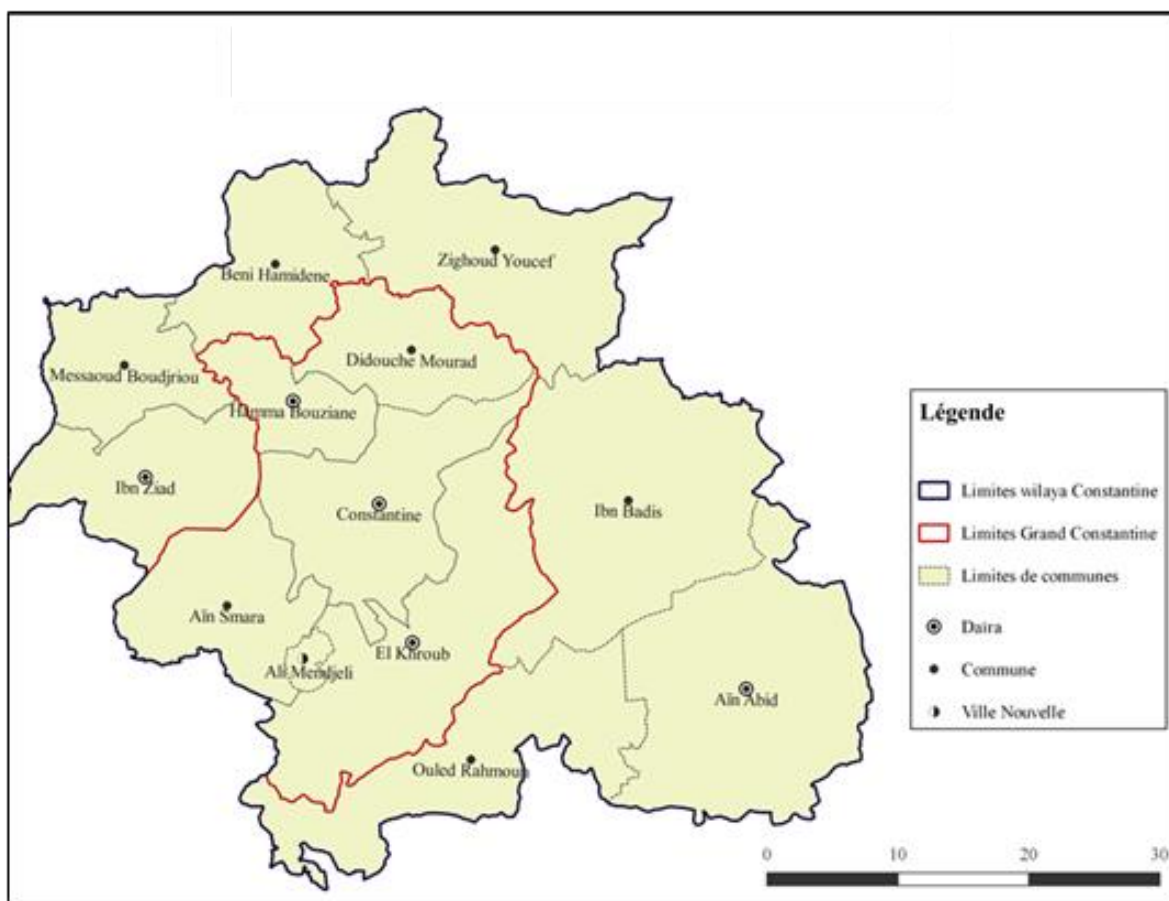 Zighoud Youcef
Beni Hamidene
Didouche Mourad
Messaoud Boudjriou
Hamma Bouziane
Ibn Ziad
Constantine
Ibn Badis
Aïn Smara
El Khroub
Ali Mendjeli
Aïn Abid
Ouled Rahmoun
Légende
Limites wilaya Constantine
Limites Grand Constantine
Limites de communes
Daïra
Commune
Ville Nouvelle
0 10 20 30